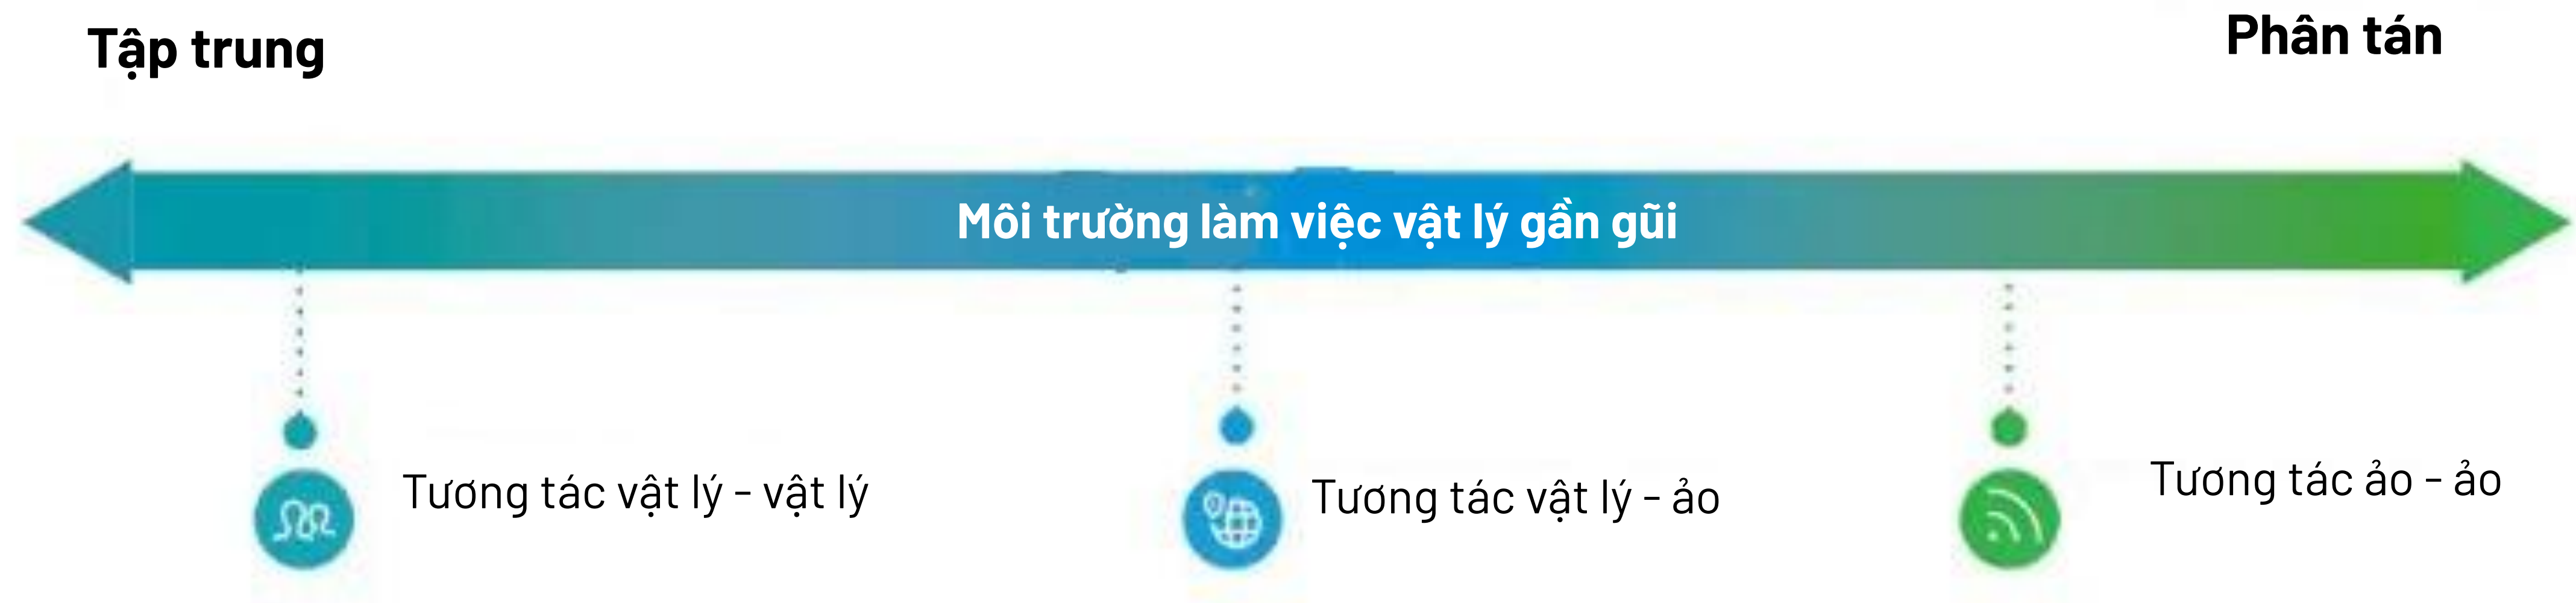 Tập trung
Phân tán
Môi trường làm việc vật lý gần gũi
Tương tác vật lý - vật lý
Tương tác vật lý - ảo
Tương tác ảo - ảo